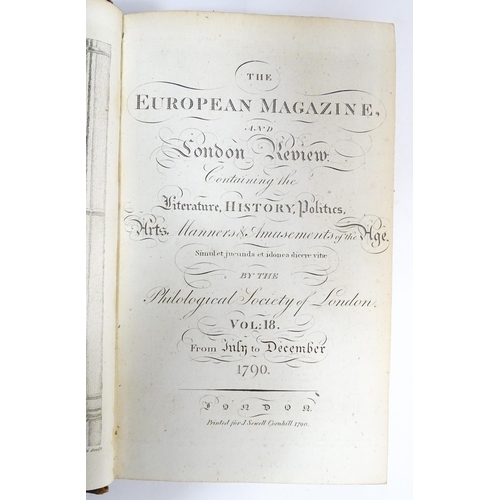 THE
EUROPEAN MAGAZINE,
AND
London Review:
Containing the
Literature, HISTORY, Politics,
Arts, Manners & Amusements of the Age.
Simul et jucunda et idonea dicere vitæ
BY THE
Philological Society of London.
VOL: 18.
From July to December
1790.
LONDON.
Printed for J. Sewell Cornhill 1790.